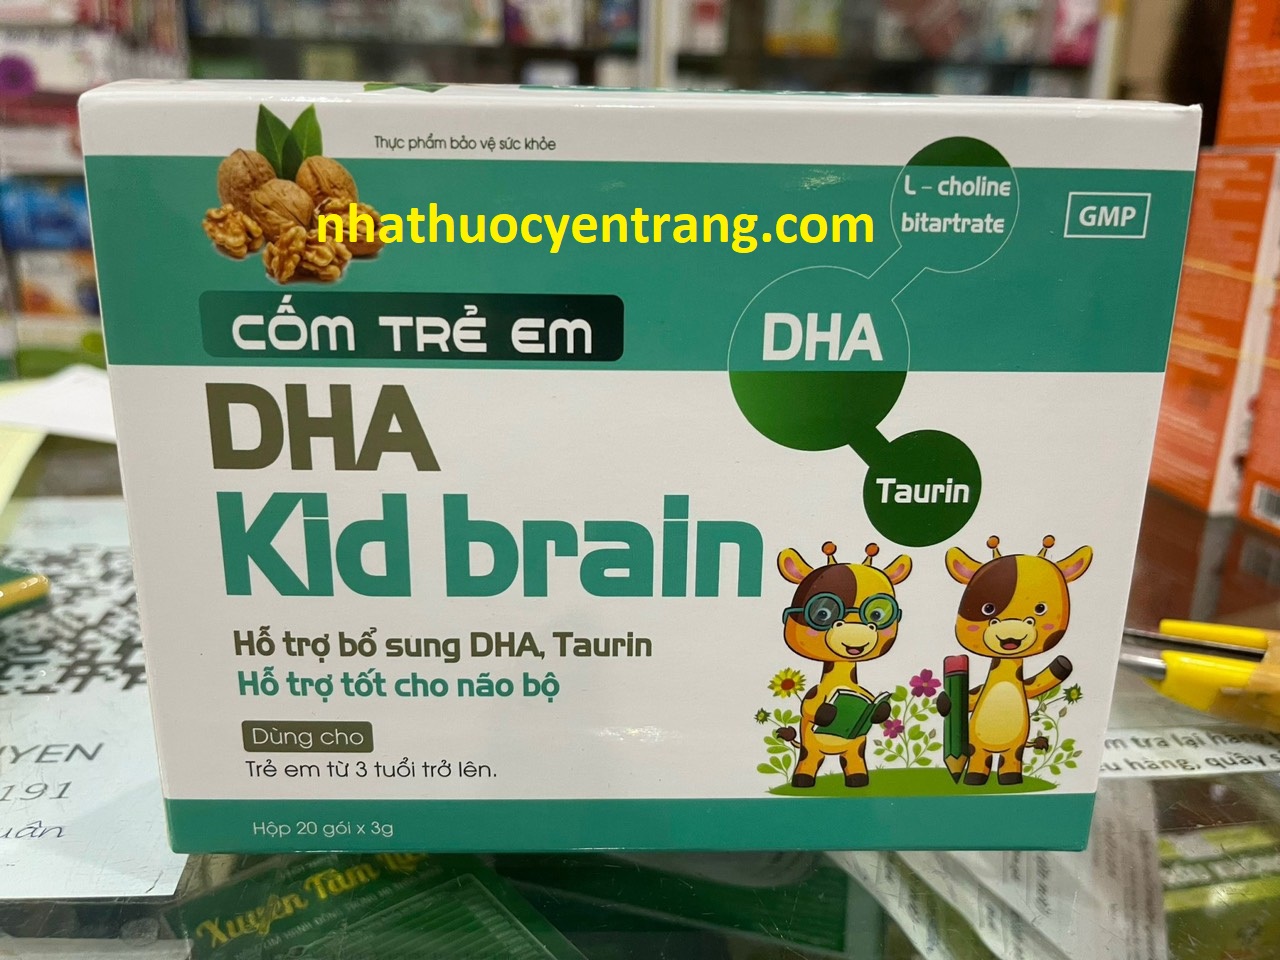 Thực phẩm bảo vệ sức khỏe
L - choline
bitartrate
GMP
nhathuocyentrang.com
CỐM TRẺ EM
DHA
DHA
Kid brain
Taurin
Hỗ trợ bổ sung DHA, Taurin
Hỗ trợ tốt cho não bộ
Dùng cho
Trẻ em từ 3 tuổi trở lên.
Hộp 20 gói x 3g
YEN
191
Xuyên Tâm
tra lại hàng
hàng, quầy